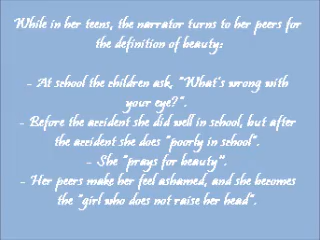 While in her teens, the narrator turns to her peers for
the definition of beauty:
- At school the children ask, "What's wrong with
your eye?".
- Before the accident she did well in school, but after
the accident she does "poorly in school".
- She "prays for beauty".
- Her peers make her feel ashamed, and she becomes
the "girl who does not raise her head".